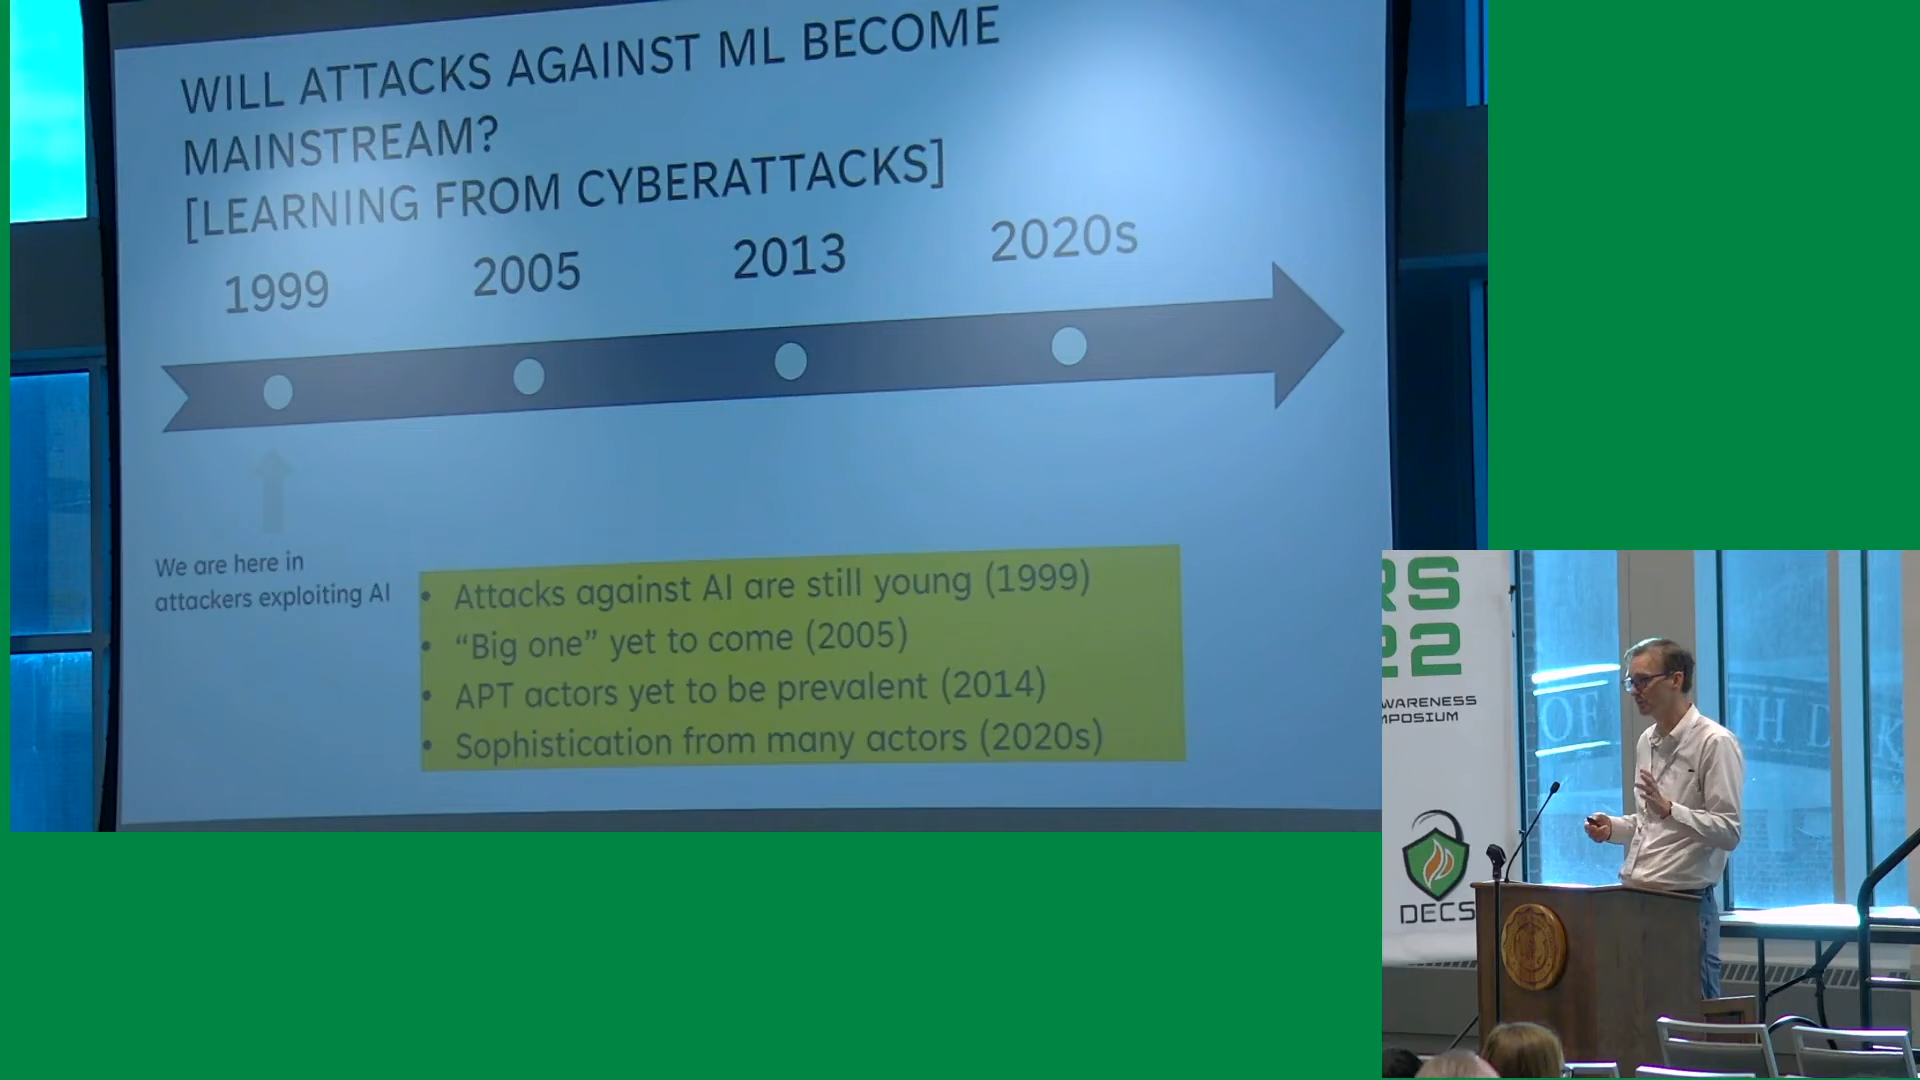 WILL ATTACKS AGAINST ML BECOME
MAINSTREAM?
[LEARNING FROM CYBERATTACKS]
1999
2005
2013
2020s
We are here in
attackers exploiting AI
• Attacks against AI are still young (1999)
• “Big one” yet to come (2005)
• APT actors yet to be prevalent (2014)
• Sophistication from many actors (2020s)
RS
22
WARENESS
MPOSIUM
DECS
OF
TH D